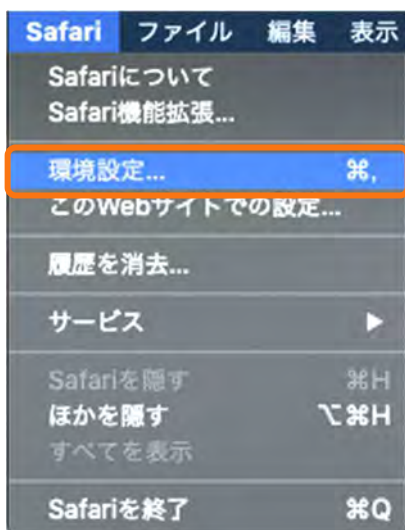 Safari ファイル 編集 表示
Safariについて
Safari機能拡張...
環境設定... ⌘,
このWebサイトでの設定...
履歴を消去...
サービス ▶
Safariを隠す ⌘H
ほかを隠す ⌥⌘H
すべてを表示
Safariを終了 ⌘Q